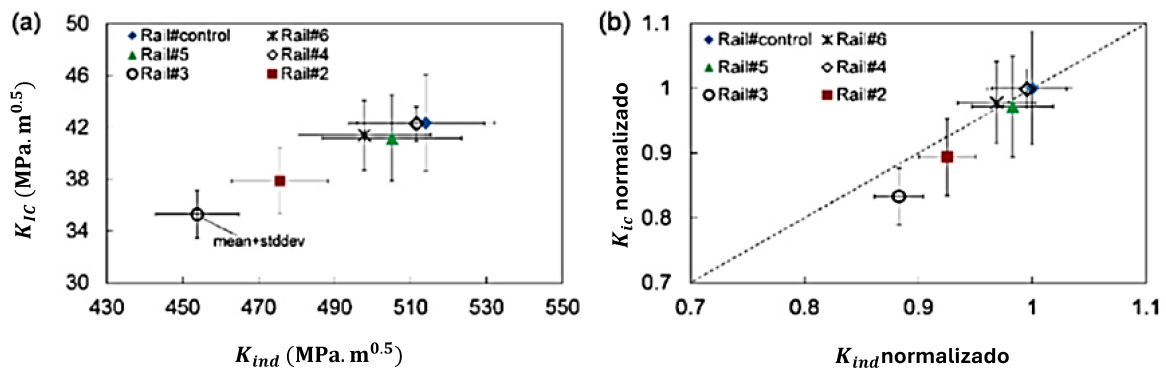 (a)
50
46
42
38
34
30
K_IC (MPa. m^0.5)
Rail#control Rail#6
Rail#5 Rail#4
Rail#3 Rail#2
mean+stddev
430 450 470 490 510 530 550
K_ind (MPa. m^0.5)
(b)
1.1
1
0.9
0.8
0.7
K_ic normalizado
Rail#control Rail#6
Rail#5 Rail#4
Rail#3 Rail#2
0.7 0.8 0.9 1 1.1
K_ind normalizado